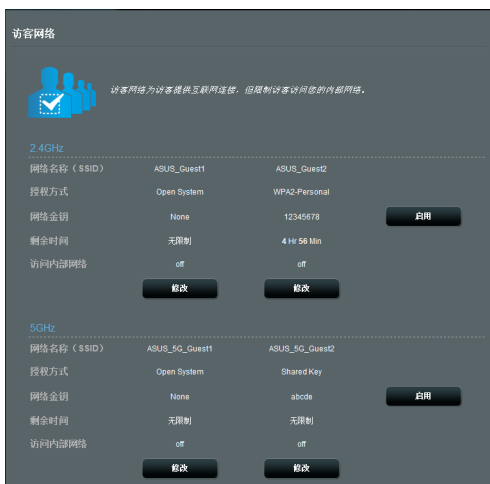 访客网络
访客网络为访客提供互联网连接，但限制访客访问您的内部网络。
2.4GHz
网络名称（SSID） ASUS_Guest1 ASUS_Guest2
授权方式 Open System WPA2-Personal
网络金钥 None 12345678 启用
剩余时间 无限制 4 Hr 56 Min
访问内部网络 off off
修改 修改
5GHz
网络名称（SSID） ASUS_5G_Guest1 ASUS_5G_Guest2
授权方式 Open System Shared Key
网络金钥 None abcde 启用
剩余时间 无限制 无限制
访问内部网络 off off
修改 修改